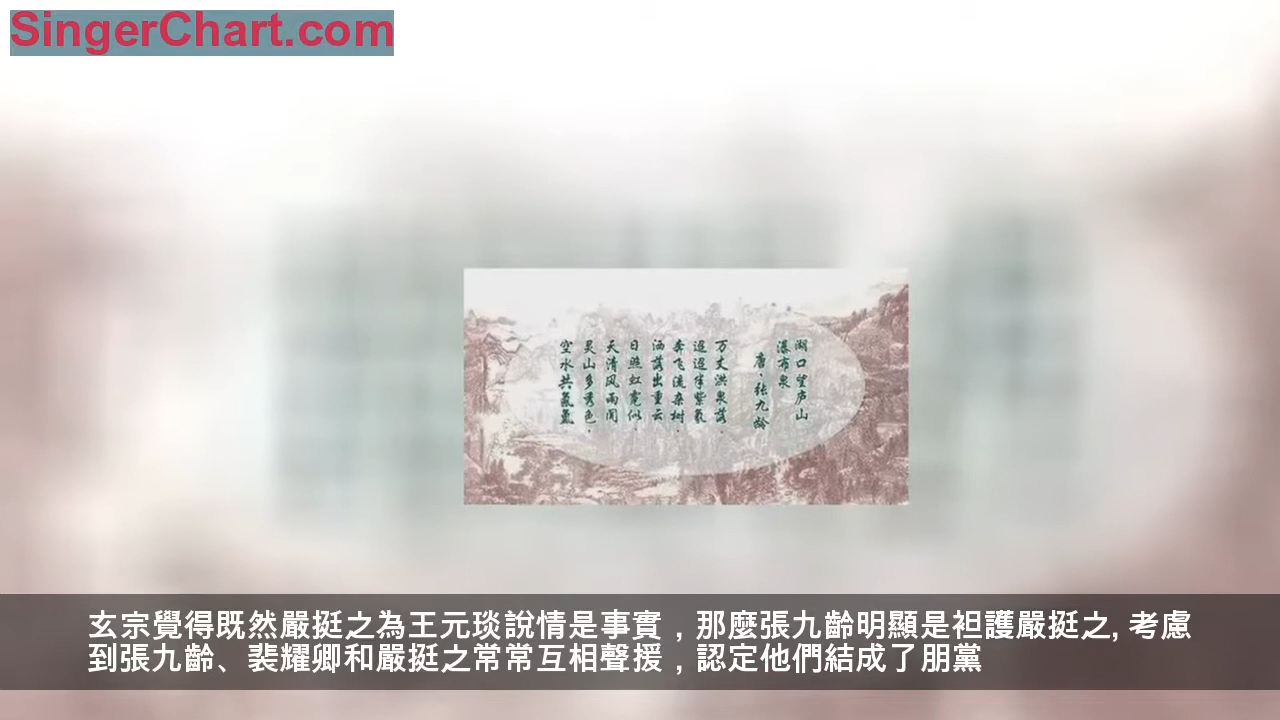 SingerChart.com
湖口望庐山
瀑布泉
唐·张九龄
万丈洪泉落，
迢迢半紫氛
奔飞流杂树，
洒落出重云
日照虹霓似，
天清风雨闻
灵山多秀色，
空水共氤氲
玄宗覺得既然嚴挺之為王元琰說情是事實，那麼張九齡明顯是袒護嚴挺之, 考慮
到張九齡、裴耀卿和嚴挺之常常互相聲援，認定他們結成了朋黨